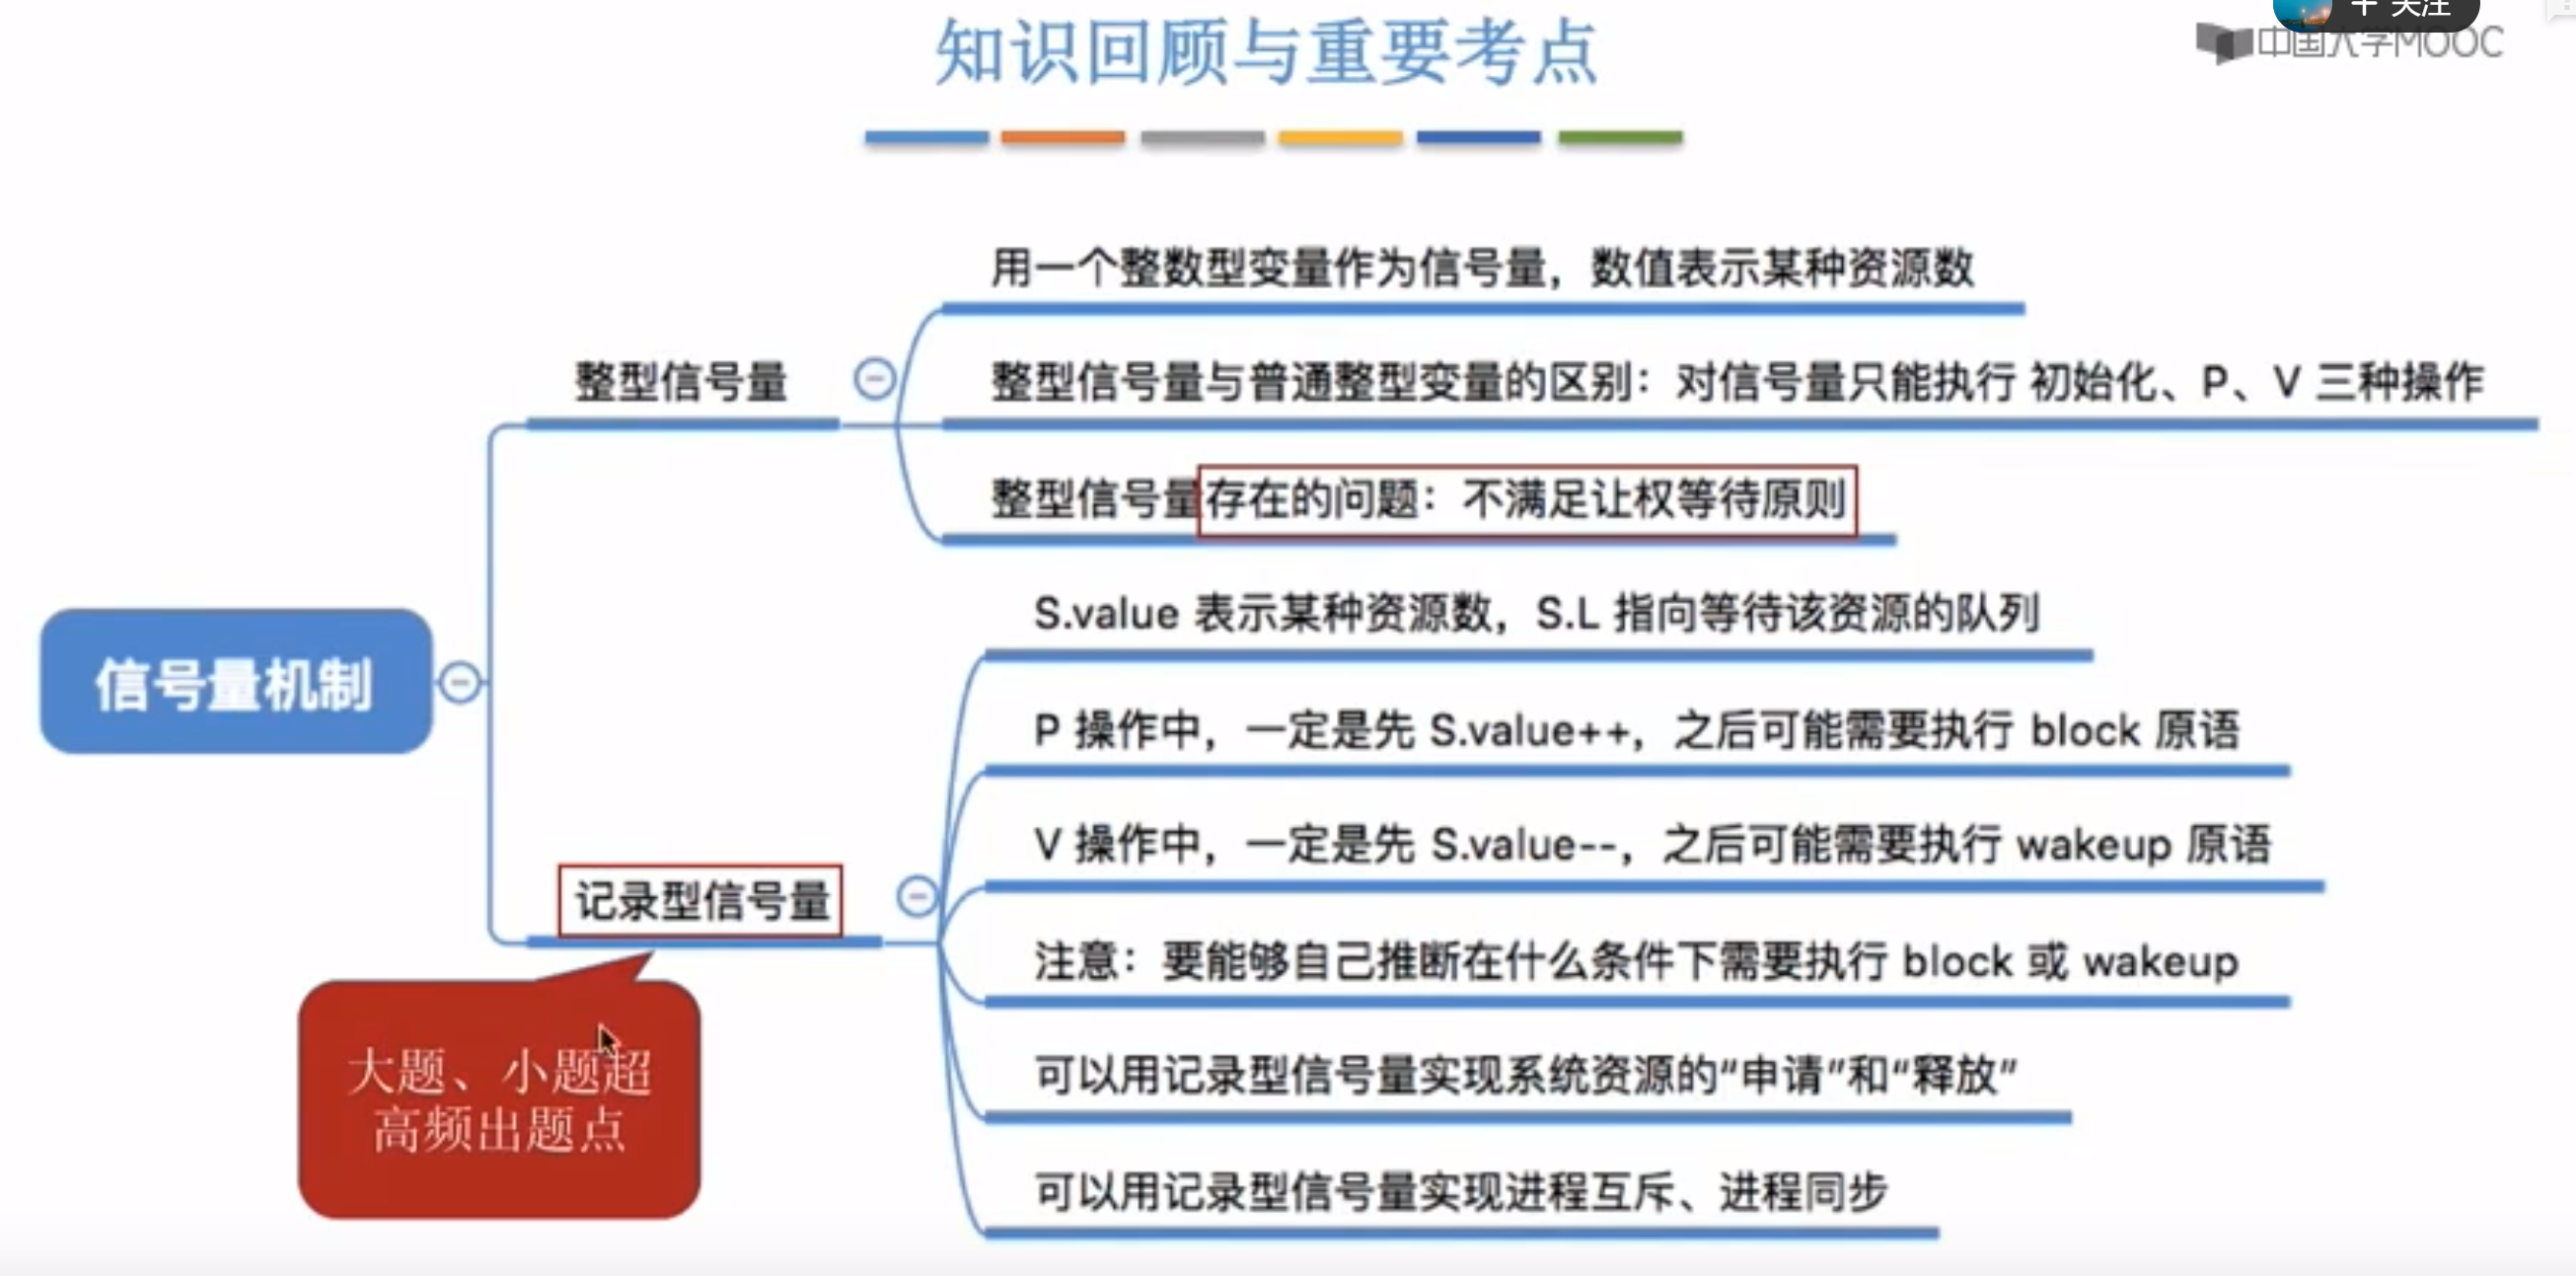 + 关注
知识回顾与重要考点
中国大学MOOC
用一个整数型变量作为信号量，数值表示某种资源数
整型信号量
整型信号量与普通整型变量的区别：对信号量只能执行 初始化、P、V 三种操作
整型信号量存在的问题：不满足让权等待原则
信号量机制
S.value 表示某种资源数，S.L 指向等待该资源的队列
P 操作中，一定是先 S.value++，之后可能需要执行 block 原语
V 操作中，一定是先 S.value--，之后可能需要执行 wakeup 原语
记录型信号量
注意：要能够自己推断在什么条件下需要执行 block 或 wakeup
可以用记录型信号量实现系统资源的“申请”和“释放”
可以用记录型信号量实现进程互斥、进程同步
大题、小题超
高频出题点